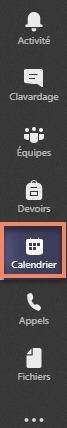 Activité
Clavardage
Équipes
Devoirs
Calendrier
Appels
Fichiers